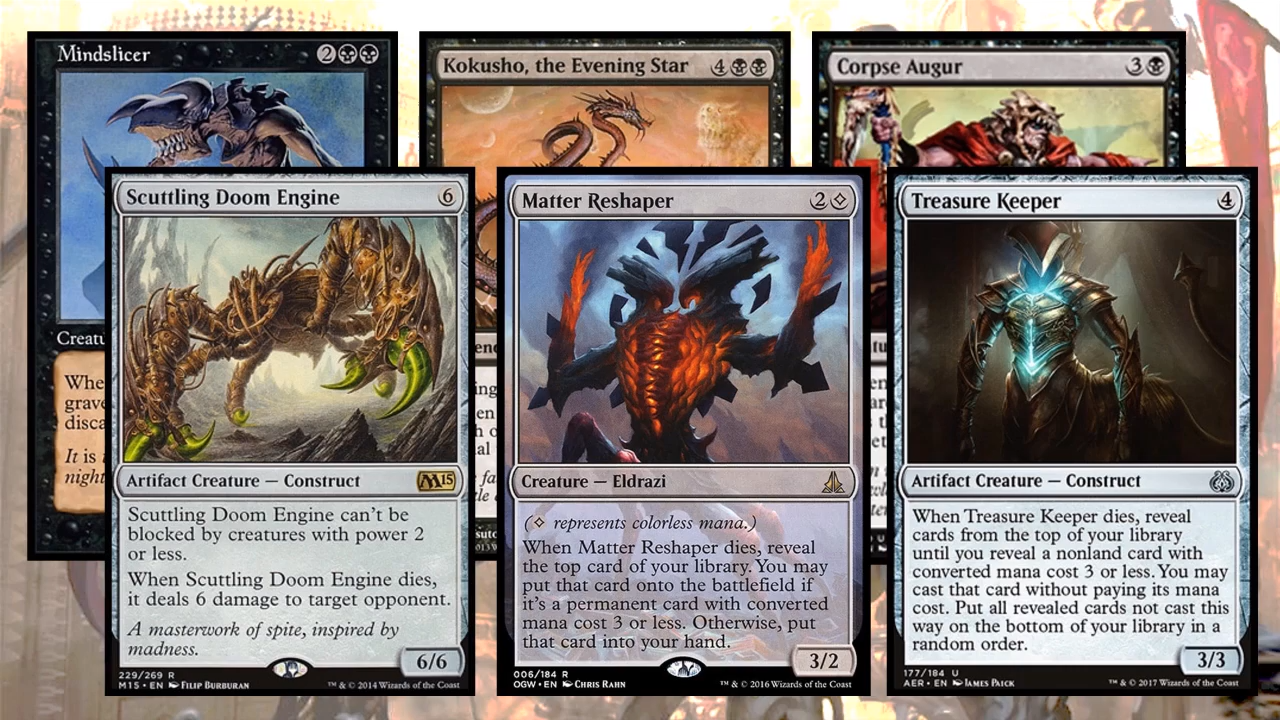 Mindslicer 2
Kokusho, the Evening Star 4
Corpse Augur 3
Whe
grave
disca
It is
night
Scuttling Doom Engine 6
Artifact Creature — Construct M15
Scuttling Doom Engine can't be
blocked by creatures with power 2
or less.
When Scuttling Doom Engine dies,
it deals 6 damage to target opponent.
A masterwork of spite, inspired by
madness.
6/6
229/269 R
M15 • EN Filip Burburan ™ & © 2014 Wizards of the Coast
Matter Reshaper 2
Creature — Eldrazi
( represents colorless mana.)
When Matter Reshaper dies, reveal
the top card of your library. You may
put that card onto the battlefield if
it's a permanent card with converted
mana cost 3 or less. Otherwise, put
that card into your hand.
3/2
006/184 R
OGW • EN Chris Rahn ™ & © 2016 Wizards of the Coast
Treasure Keeper 4
Artifact Creature — Construct
When Treasure Keeper dies, reveal
cards from the top of your library
until you reveal a nonland card with
converted mana cost 3 or less. You may
cast that card without paying its mana
cost. Put all revealed cards not cast this
way on the bottom of your library in a
random order.
3/3
177/184 U
AER • EN James Paick ™ & © 2017 Wizards of the Coast